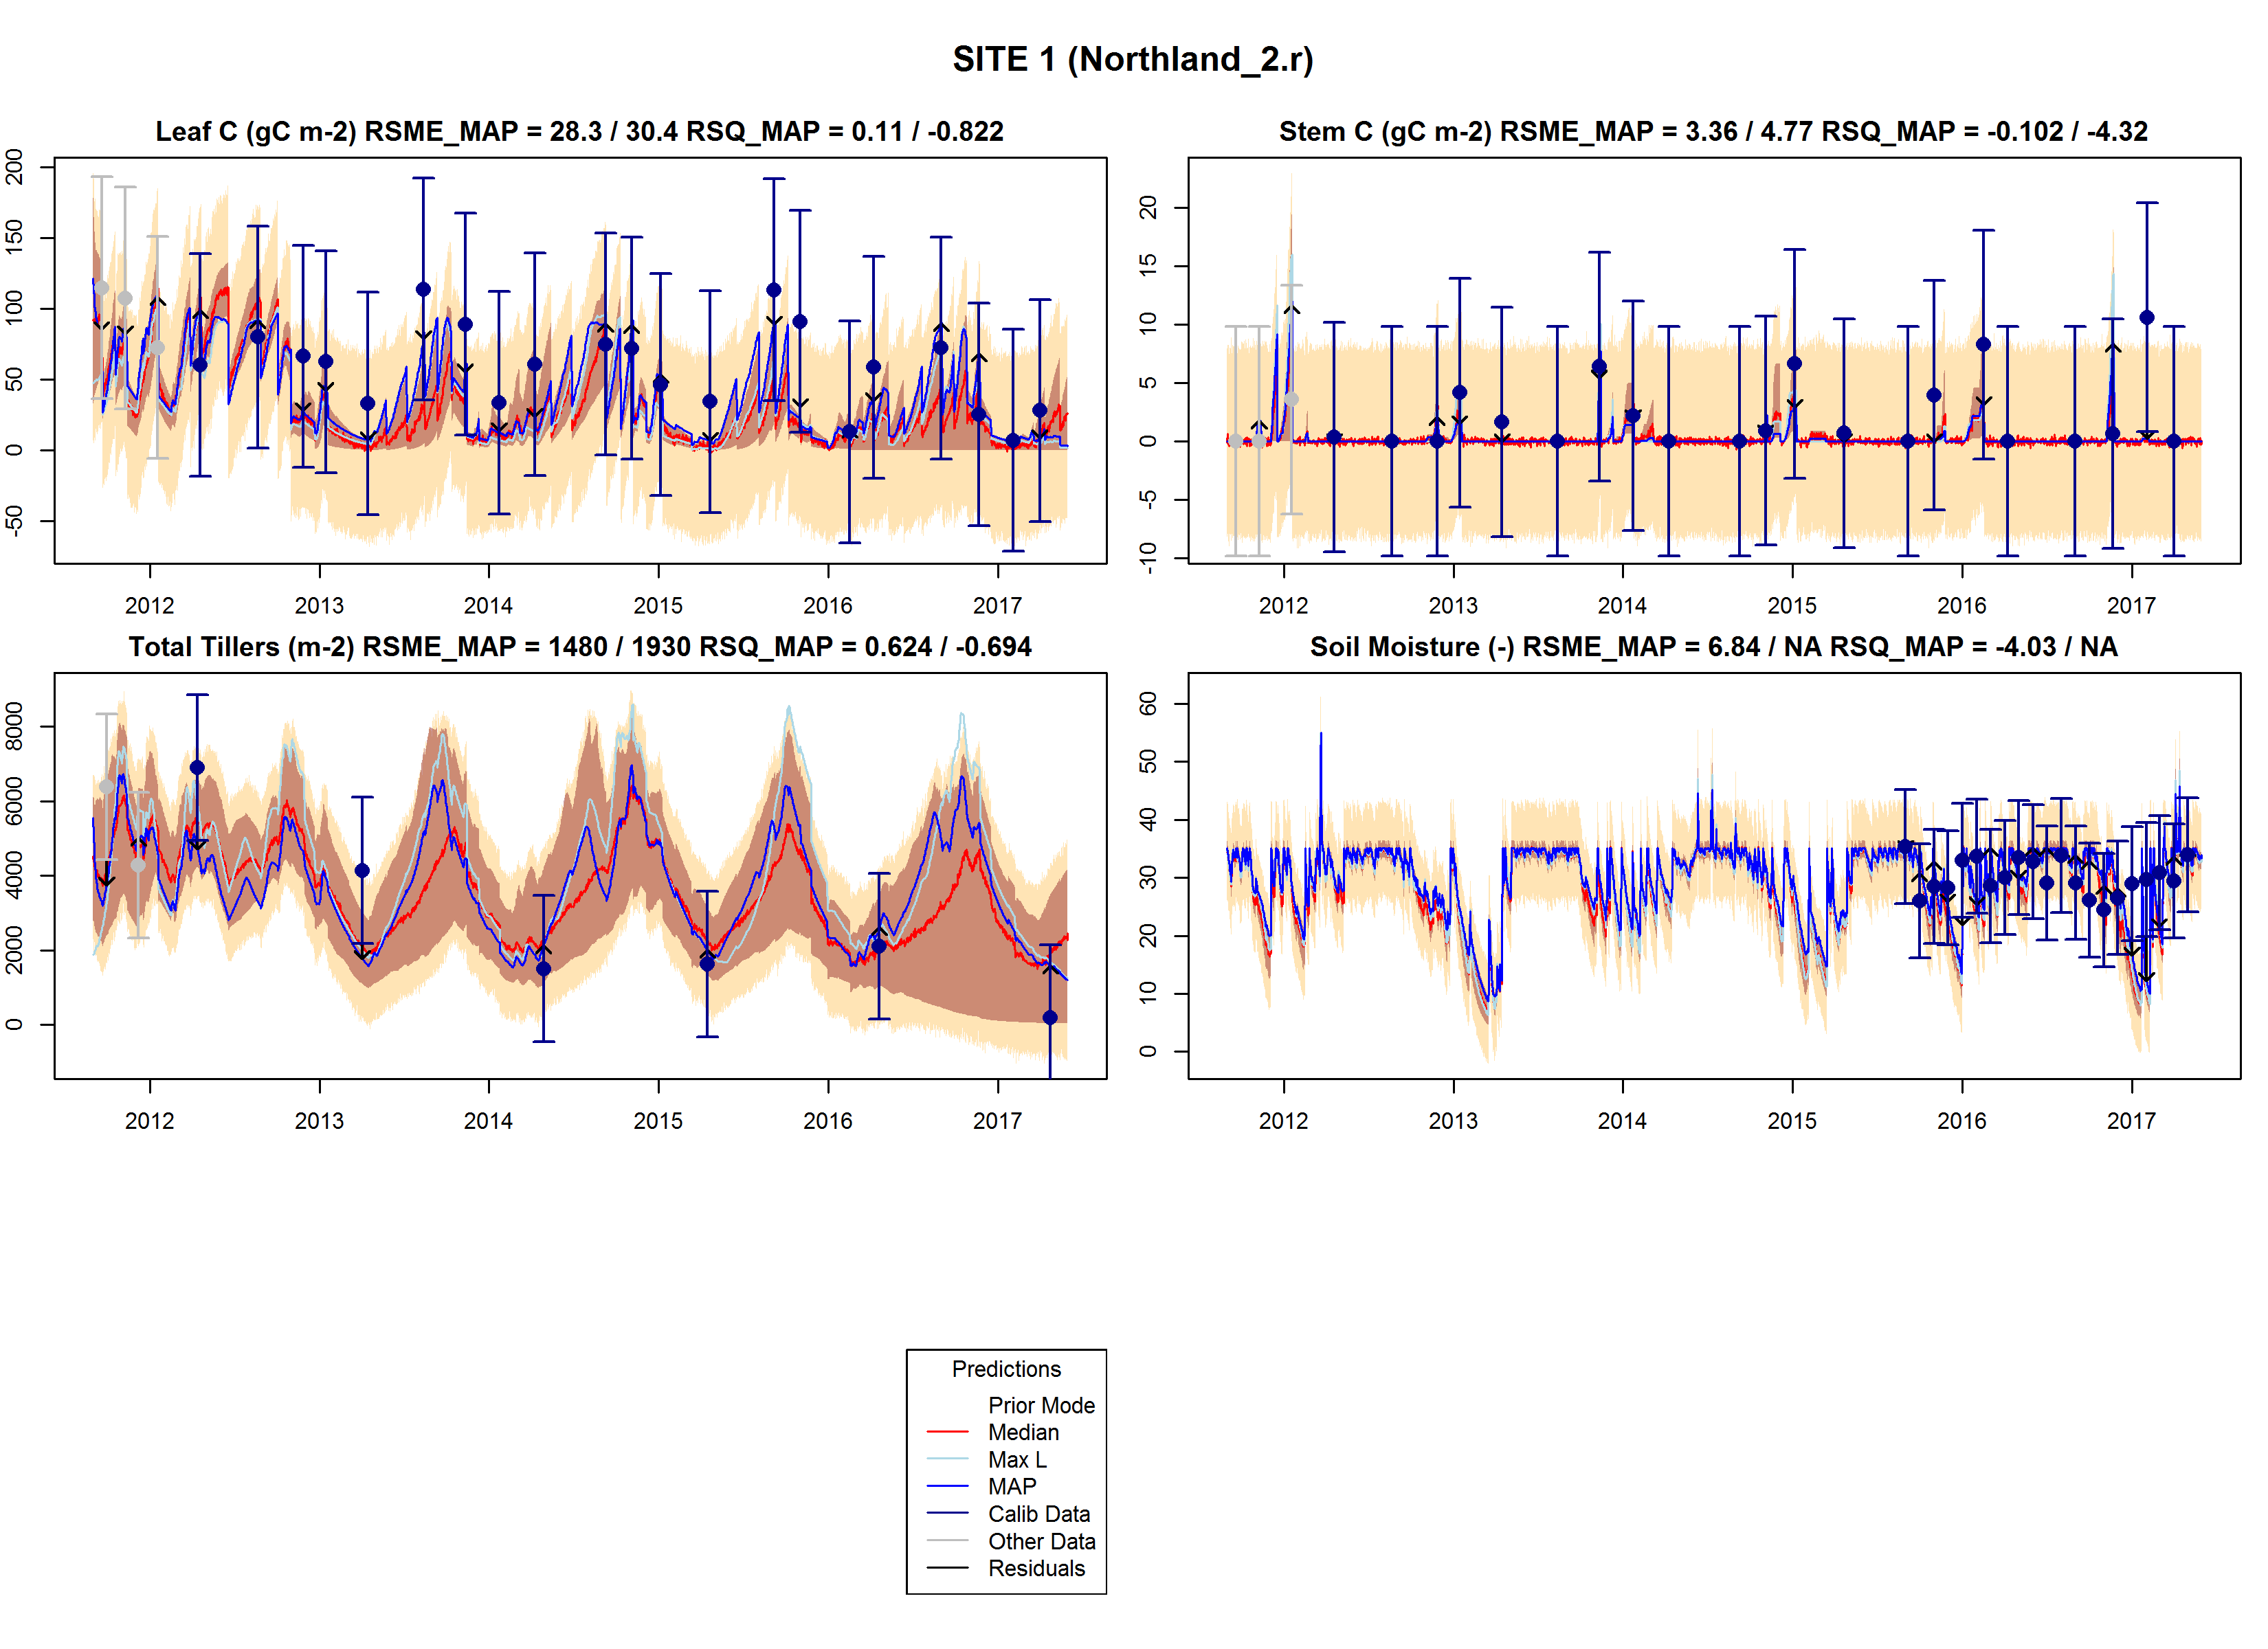 SITE 1 (Northland_2.r)
Leaf C (gC m-2) RSME_MAP = 28.3 / 30.4 RSQ_MAP = 0.11 / -0.822
200
150
100
50
0
-50
2012 2013 2014 2015 2016 2017
Stem C (gC m-2) RSME_MAP = 3.36 / 4.77 RSQ_MAP = -0.102 / -4.32
20
15
10
5
0
-5
-10
2012 2013 2014 2015 2016 2017
Total Tillers (m-2) RSME_MAP = 1480 / 1930 RSQ_MAP = 0.624 / -0.694
8000
6000
4000
2000
0
2012 2013 2014 2015 2016 2017
Soil Moisture (-) RSME_MAP = 6.84 / NA RSQ_MAP = -4.03 / NA
60
50
40
30
20
10
0
2012 2013 2014 2015 2016 2017
Predictions
Prior Mode
Median
Max L
MAP
Calib Data
Other Data
Residuals